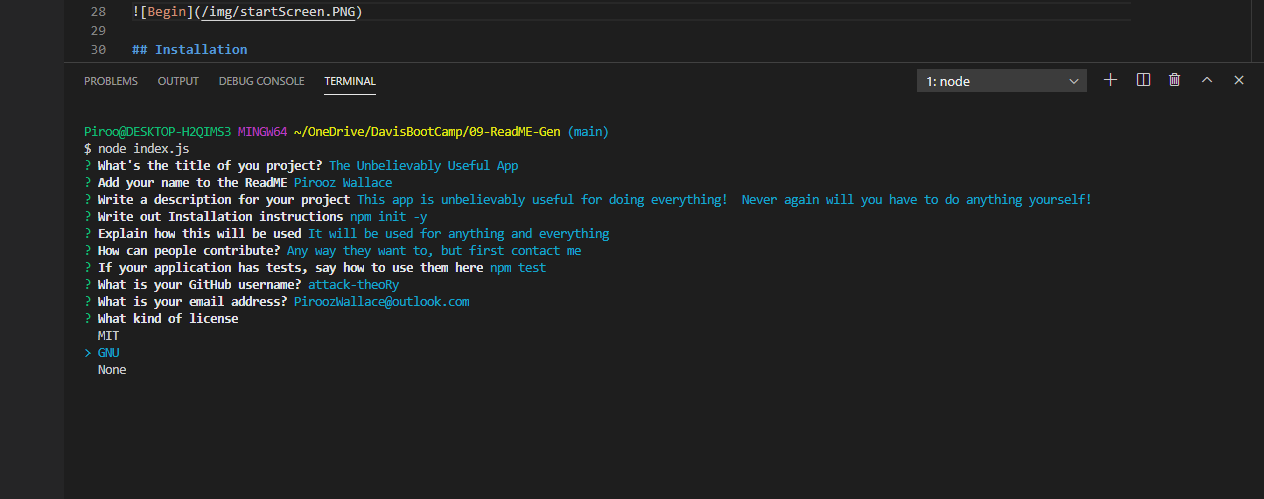 28 ![Begin](/img/startScreen.PNG)
29
30 ## Installation
PROBLEMS OUTPUT DEBUG CONSOLE TERMINAL 1: node
Piroo@DESKTOP-H2QIMS3 MINGW64 ~/OneDrive/DavisBootCamp/09-ReadME-Gen (main)
$ node index.js
? What's the title of you project? The Unbelievably Useful App
? Add your name to the ReadME Pirooz Wallace
? Write a description for your project This app is unbelievably useful for doing everything!  Never again will you have to do anything yourself!
? Write out Installation instructions npm init -y
? Explain how this will be used It will be used for anything and everything
? How can people contribute? Any way they want to, but first contact me
? If your application has tests, say how to use them here npm test
? What is your GitHub username? attack-theoRy
? What is your email address? PiroozWallace@outlook.com
? What kind of license
MIT
> GNU
None